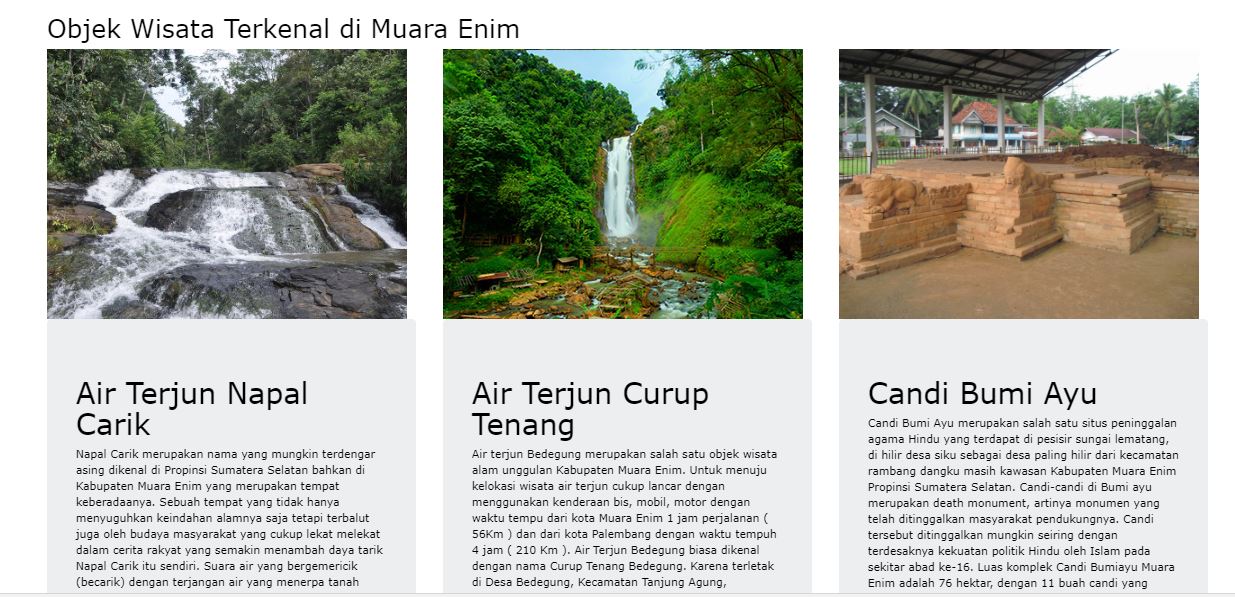 Objek Wisata Terkenal di Muara Enim
Air Terjun Napal
Carik
Napal Carik merupakan nama yang mungkin terdengar
asing dikenal di Propinsi Sumatera Selatan bahkan di
Kabupaten Muara Enim yang merupakan tempat
keberadaanya. Sebuah tempat yang tidak hanya
menyuguhkan keindahan alamnya saja tetapi terbalut
juga oleh budaya masyarakat yang cukup lekat melekat
dalam cerita rakyat yang semakin menambah daya tarik
Napal Carik itu sendiri. Suara air yang bergemericik
(becarik) dengan terjangan air yang menerpa tanah
Air Terjun Curup
Tenang
Air terjun Bedegung merupakan salah satu objek wisata
alam unggulan Kabupaten Muara Enim. Untuk menuju
kelokasi wisata air terjun cukup lancar dengan
menggunakan kenderaan bis, mobil, motor dengan
waktu tempu dari kota Muara Enim 1 jam perjalanan (
56Km ) dan dari kota Palembang dengan waktu tempuh
4 jam ( 210 Km ). Air Terjun Bedegung biasa dikenal
dengan nama Curup Tenang Bedegung. Karena terletak
di Desa Bedegung, Kecamatan Tanjung Agung,
Candi Bumi Ayu
Candi Bumi Ayu merupakan salah satu situs peninggalan
agama Hindu yang terdapat di pesisir sungai lematang,
di hilir desa siku sebagai desa paling hilir dari kecamatan
rambang dangku masih kawasan Kabupaten Muara Enim
Propinsi Sumatera Selatan. Candi-candi di Bumi ayu
merupakan death monument, artinya monumen yang
telah ditinggalkan masyarakat pendukungnya. Candi
tersebut ditinggalkan mungkin seiring dengan
terdesaknya kekuatan politik Hindu oleh Islam pada
sekitar abad ke-16. Luas komplek Candi Bumiayu Muara
Enim adalah 76 hektar, dengan 11 buah candi yang